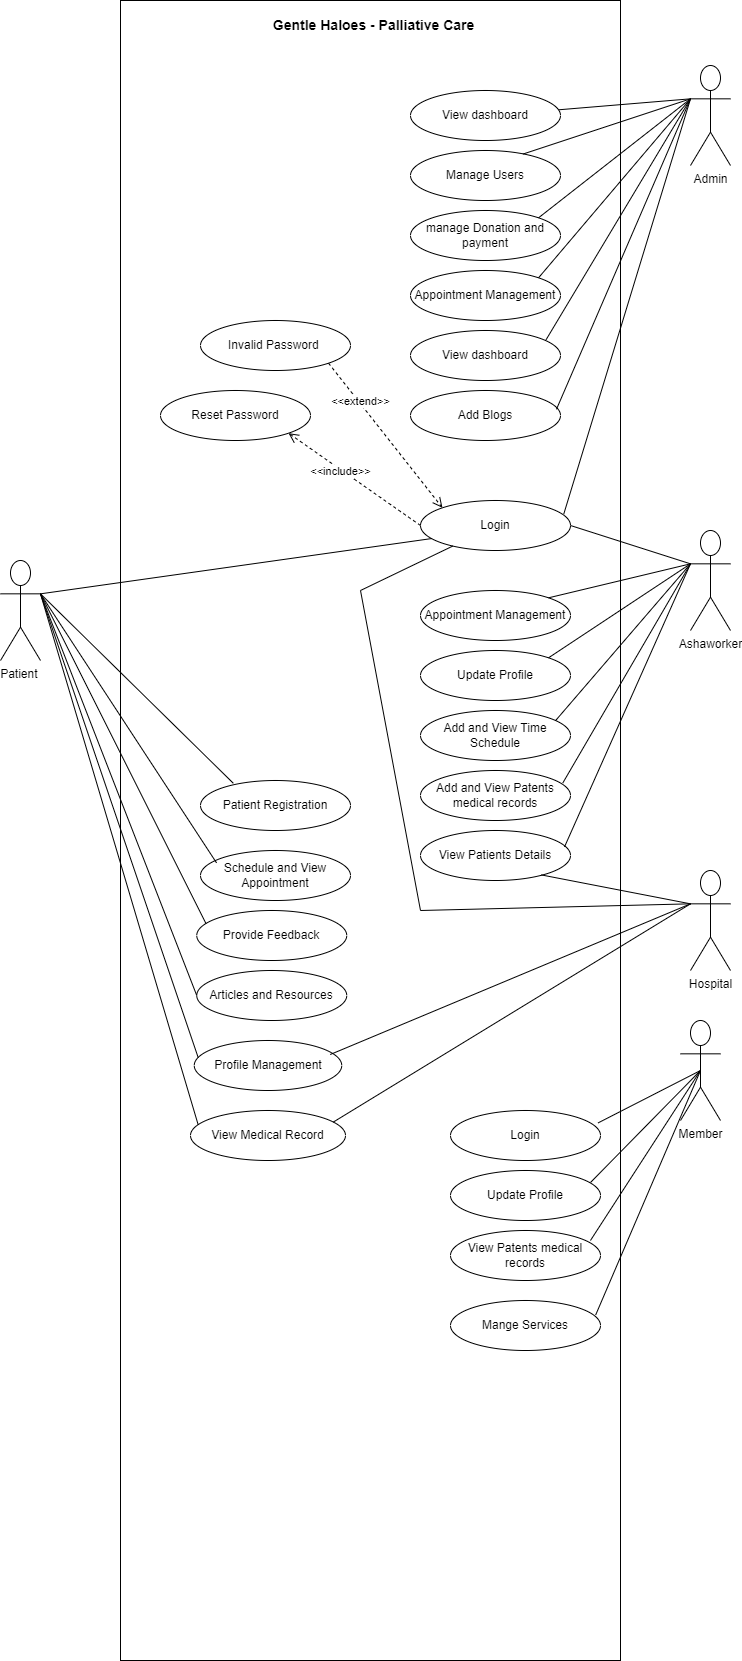 Gentle Haloes - Palliative Care
View dashboard
Admin
Manage Users
manage Donation and
payment
Appointment Management
Invalid Password
View dashboard
<<extend>>
Reset Password
Add Blogs
<<include>>
Login
Appointment Management
Ashaworker
Patient
Update Profile
Add and View Time
Schedule
Add and View Patents
medical records
Patient Registration
View Patients Details
Schedule and View
Appointment
Provide Feedback
Hospital
Articles and Resources
Profile Management
View Medical Record
Login
Member
Update Profile
View Patents medical
records
Mange Services